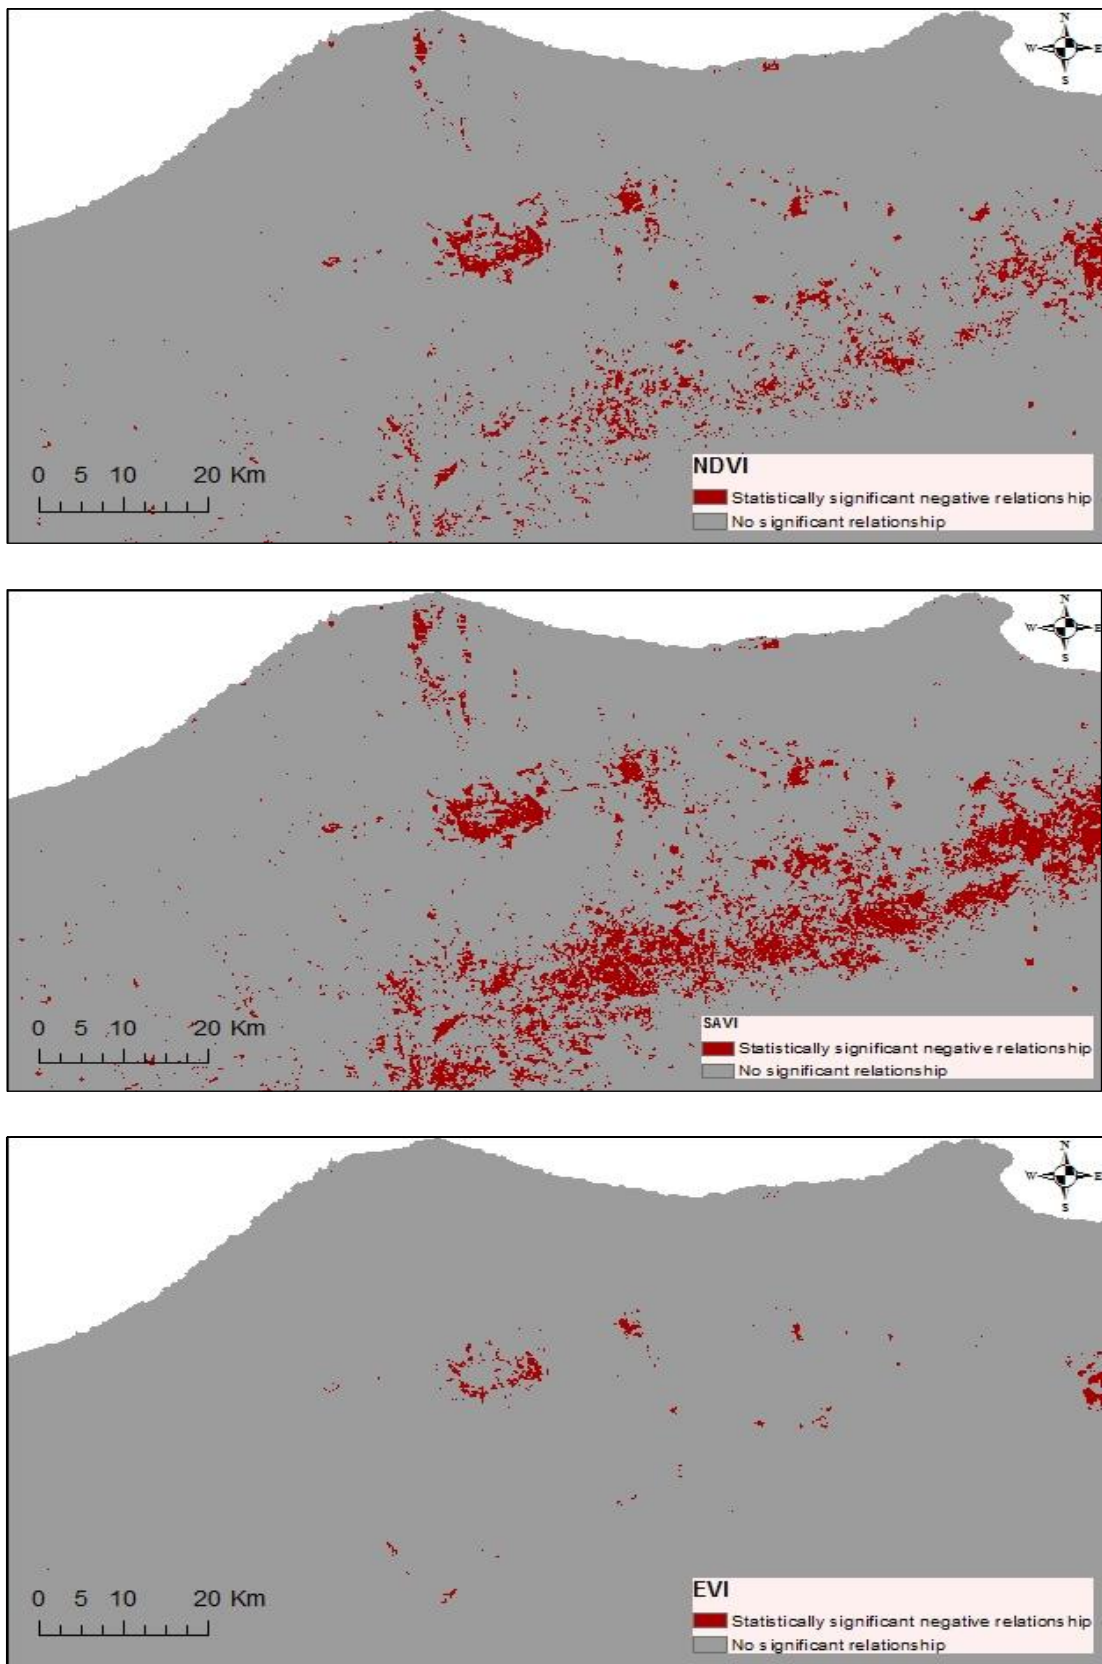 N
W E
S
0 5 10 20 Km
NDVI
Statistically significant negative relationship
No significant relationship
N
W E
S
0 5 10 20 Km
SAVI
Statistically significant negative relationship
No significant relationship
N
W E
S
0 5 10 20 Km
EVI
Statistically significant negative relationship
No significant relationship